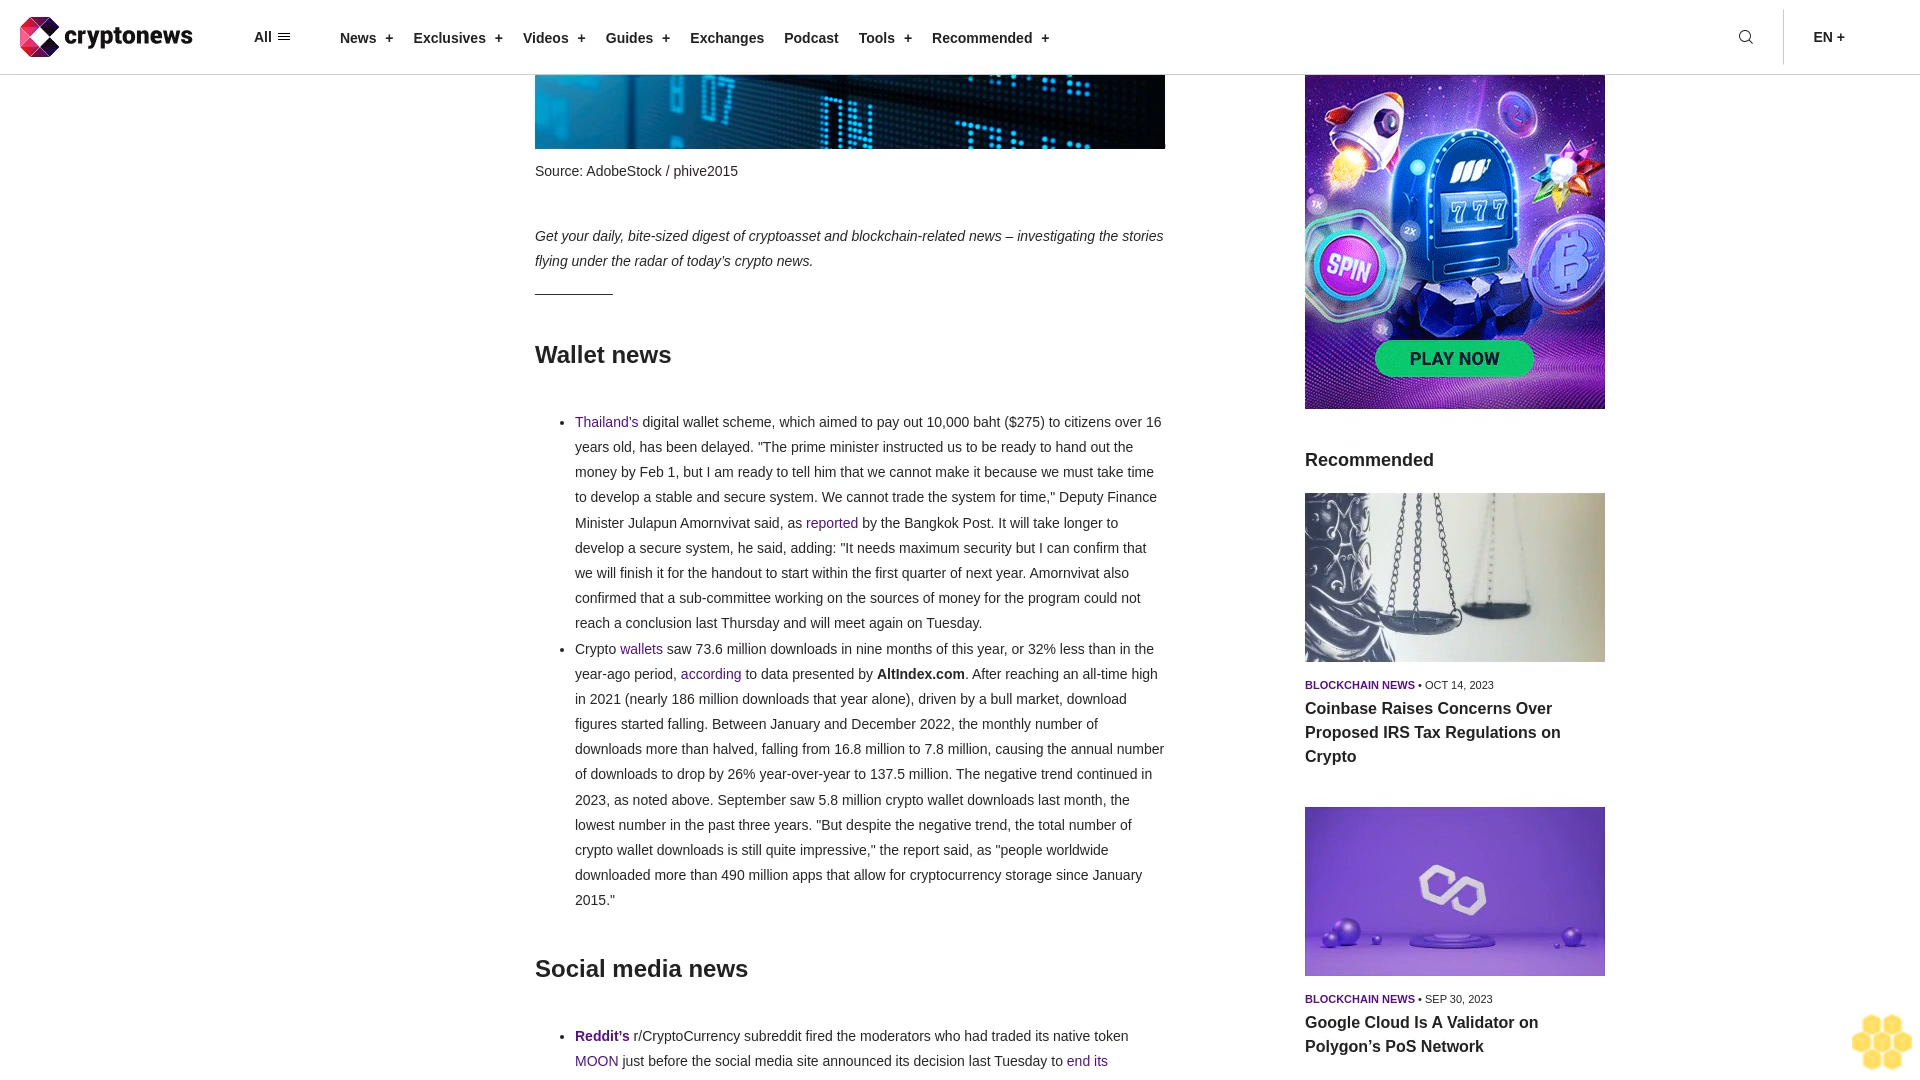 cryptonews
All
News +
Exclusives +
Videos +
Guides +
Exchanges
Podcast
Tools +
Recommended +
EN +
07
IN
Source: AdobeStock / phive2015
Get your daily, bite-sized digest of cryptoasset and blockchain-related news – investigating the stories
flying under the radar of today’s crypto news.
__________
Wallet news
• Thailand’s digital wallet scheme, which aimed to pay out 10,000 baht ($275) to citizens over 16
years old, has been delayed. "The prime minister instructed us to be ready to hand out the
money by Feb 1, but I am ready to tell him that we cannot make it because we must take time
to develop a stable and secure system. We cannot trade the system for time," Deputy Finance
Minister Julapun Amornvivat said, as reported by the Bangkok Post. It will take longer to
develop a secure system, he said, adding: "It needs maximum security but I can confirm that
we will finish it for the handout to start within the first quarter of next year. Amornvivat also
confirmed that a sub-committee working on the sources of money for the program could not
reach a conclusion last Thursday and will meet again on Tuesday.
• Crypto wallets saw 73.6 million downloads in nine months of this year, or 32% less than in the
year-ago period, according to data presented by AltIndex.com. After reaching an all-time high
in 2021 (nearly 186 million downloads that year alone), driven by a bull market, download
figures started falling. Between January and December 2022, the monthly number of
downloads more than halved, falling from 16.8 million to 7.8 million, causing the annual number
of downloads to drop by 26% year-over-year to 137.5 million. The negative trend continued in
2023, as noted above. September saw 5.8 million crypto wallet downloads last month, the
lowest number in the past three years. "But despite the negative trend, the total number of
crypto wallet downloads is still quite impressive," the report said, as "people worldwide
downloaded more than 490 million apps that allow for cryptocurrency storage since January
2015."
Social media news
• Reddit’s r/CryptoCurrency subreddit fired the moderators who had traded its native token
MOON just before the social media site announced its decision last Tuesday to end its
1X
2X
777
SPIN
3X
PLAY NOW
Recommended
BLOCKCHAIN NEWS • OCT 14, 2023
Coinbase Raises Concerns Over
Proposed IRS Tax Regulations on
Crypto
BLOCKCHAIN NEWS • SEP 30, 2023
Google Cloud Is A Validator on
Polygon’s PoS Network